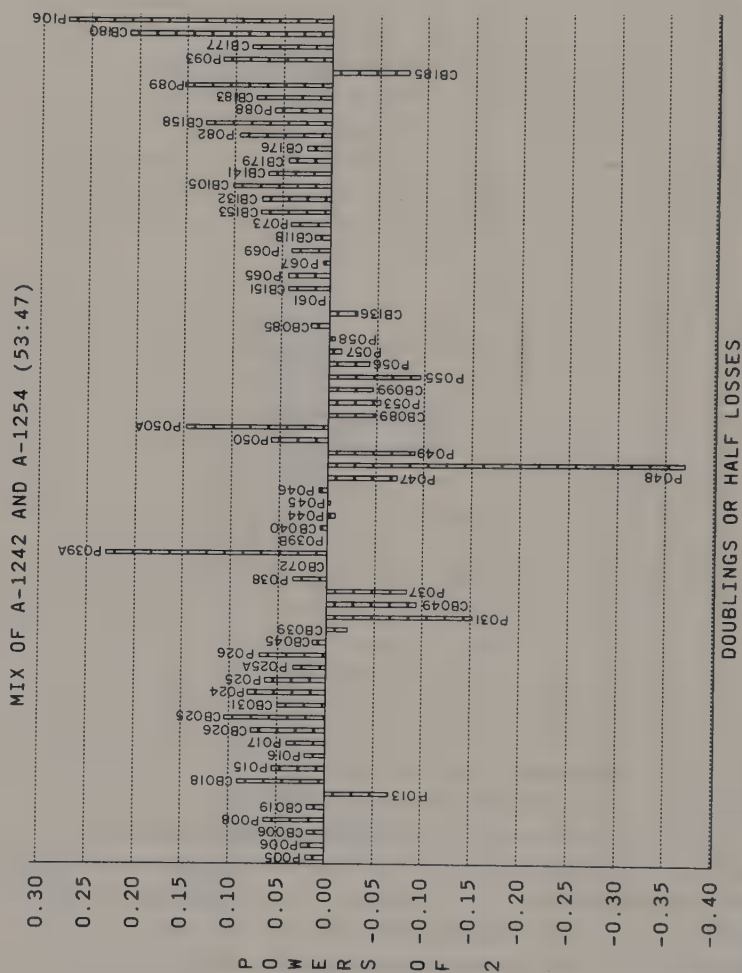 MIX OF A-1242 AND A-1254 (53:47)
0.30
0.25
0.20
0.15
0.10
0.05
0.00
-0.05
-0.10
-0.15
-0.20
-0.25
-0.30
-0.35
-0.40
POWERS OF 2
P005
P006
CB006
P008
CB019
P013
CB018
P015
P016
P017
CB026
CB025
CB031
P024
P025
P025A
P026
CB045
CB039
P031
CB049
P037
P038
CB072
P039A
P039B
CB040
P044
P045
P046
P047
P048
P049
P050
P050A
CB089
P053
CB099
P055
P056
P057
P058
CB085
CB136
P061
CB151
P065
P067
P069
CB118
P073
CB153
CB132
CB105
CB141
CB179
CB176
P082
CB158
P088
CB183
P089
CB185
P093
CB177
CB180
P106
DOUBLINGS OR HALF LOSSES